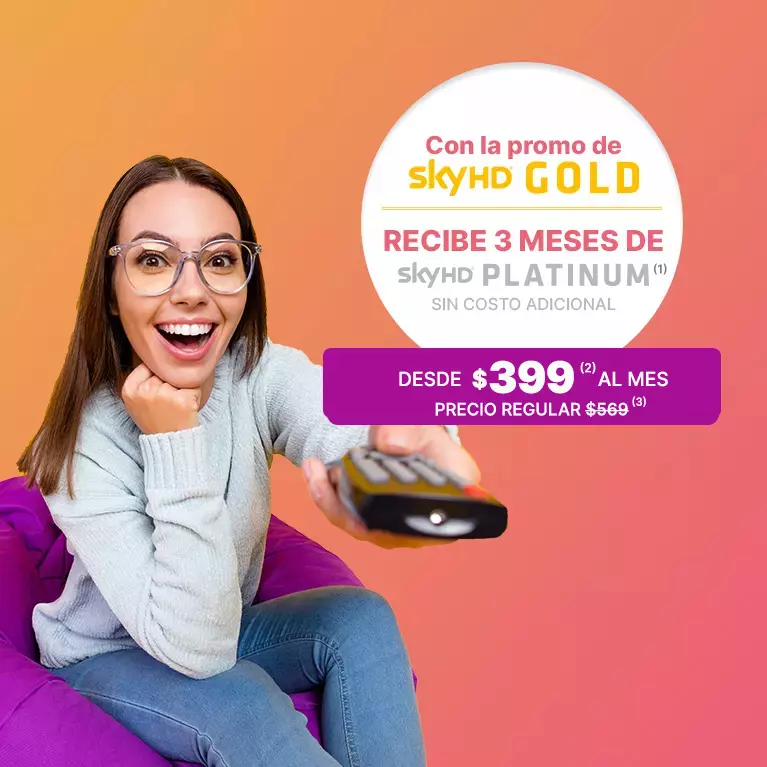 Con la promo de
skyHD GOLD
RECIBE 3 MESES DE
skyHD PLATINUM(1)
SIN COSTO ADICIONAL
DESDE $399(2) AL MES
PRECIO REGULAR $569(3)